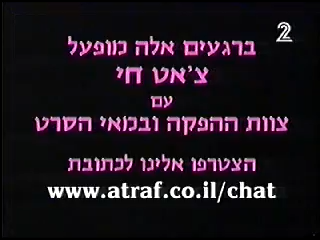 2
ברגעים אלה מופעל
צ'אט חי
עם
צוות ההפקה ובמאי הסרט
הצטרפו אלינו לכתובת
www.atraf.co.il/chat